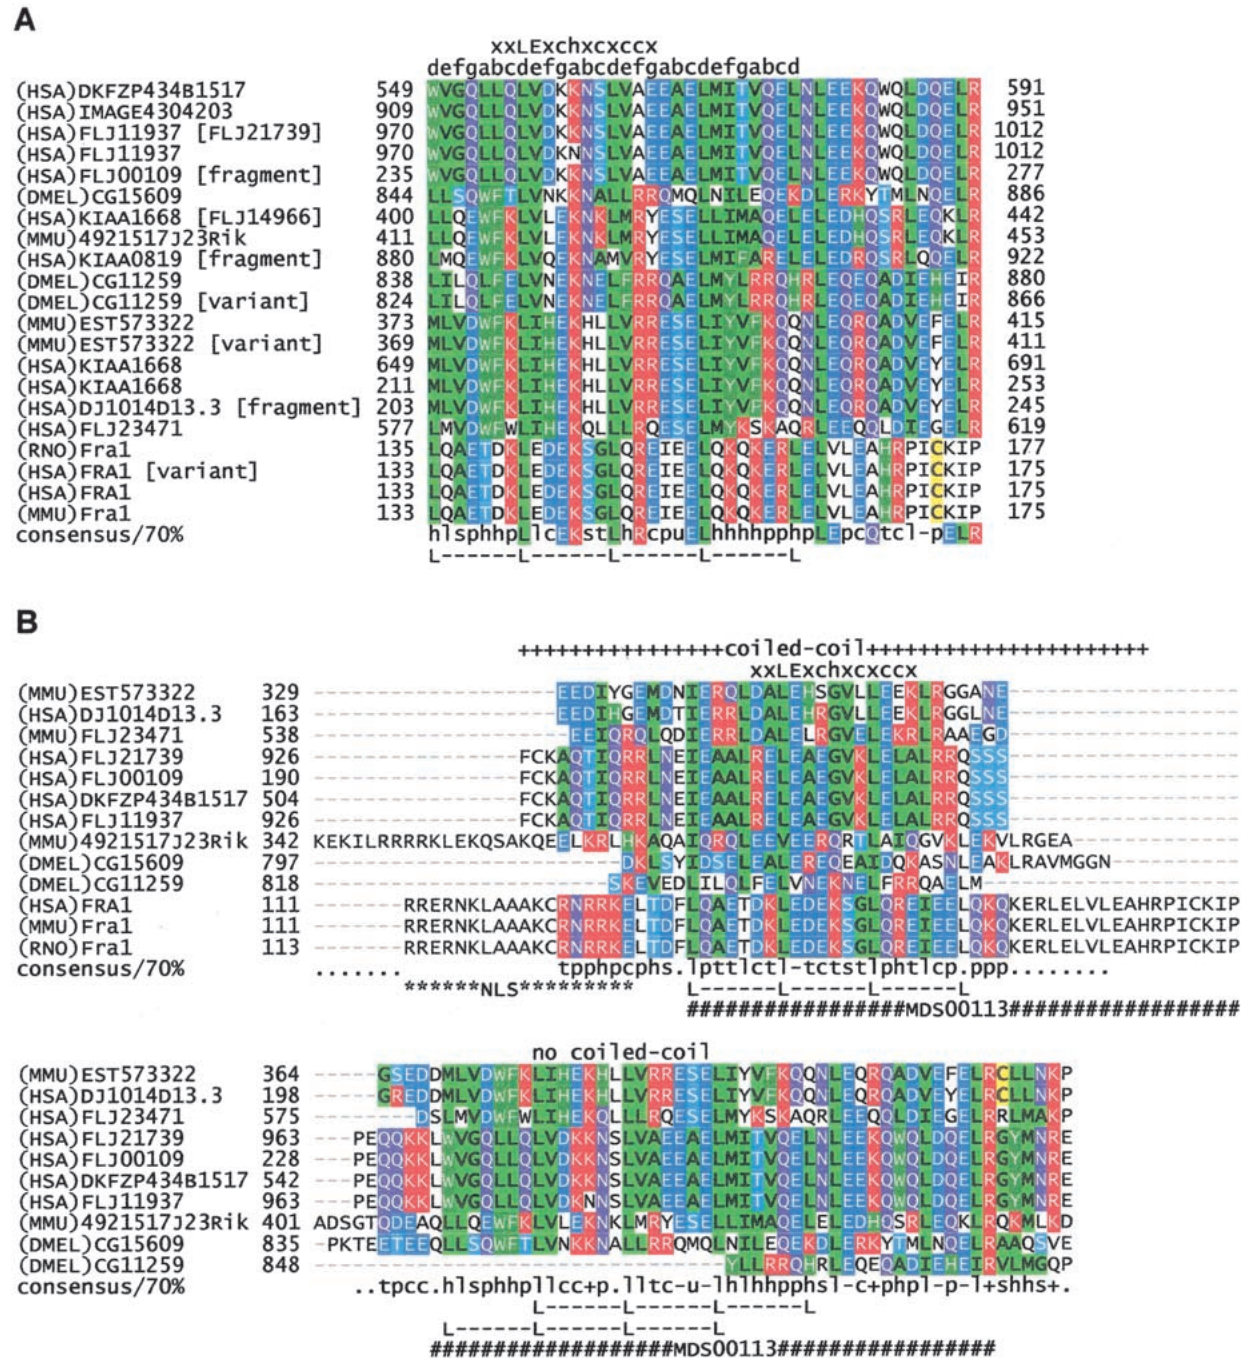 A
xxLExchxcxccx
defgabcdefgabcdefgabcdefgabcd
(HSA)DKFZP434B1517 549 WVGQLLQLVDKKNSLVAEEAELMITVQELNLEEKQWQLDQELR 591
(HSA)IMAGE4304203 909 WVGQLLQLVDKKNSLVAEEAELMITVQELNLEEKQWQLDQELR 951
(HSA)FLJ11937 [FLJ21739] 970 WVGQLLQLVDKKNSLVAEEAELMITVQELNLEEKQWQLDQELR 1012
(HSA)FLJ11937 970 WVGQLLQLVDKNNSLVAEEAELMITVQELNLEEKQWQLDQELR 1012
(HSA)FLJ00109 [fragment] 235 WVGQLLQLVDKKNSLVAEEAELMITVQELNLEEKQWQLDQELR 277
(DMEL)CG15609 844 LLSQWFTLVNKKNALLRRQMQLNILEQEKDLERKYTMLNQELR 886
(HSA)KIAA1668 [FLJ14966] 400 LLQEWFKLVLEKNKLMRYESELLIMAQELELEDHQSRLEQKLR 442
(MMU)4921517J23Rik 411 LLQEWFKLVLEKNKLMRYESELLIMAQELELEDHQSRLEQKLR 453
(HSA)KIAA0819 [fragment] 880 LMQEWFKLVQEKNAMVRYESELMIFARELELEDRQSRLQQELR 922
(DMEL)CG11259 838 LILQLFELVNEKNELFRRQAELMYLRRQHRLEQEQADIEHEIR 880
(DMEL)CG11259 [variant] 824 LILQLFELVNEKNELFRRQAELMYLRRQHRLEQEQADIEHEIR 866
(MMU)EST573322 373 MLVDWFKLIHEKHLLVRRESELIYVFKQQNLEQRQADVEFELR 415
(MMU)EST573322 [variant] 369 MLVDWFKLIHEKHLLVRRESELIYVFKQQNLEQRQADVEFELR 411
(HSA)KIAA1668 649 MLVDWFKLIHEKHLLVRRESELIYVFKQQNLEQRQADVEYELR 691
(HSA)KIAA1668 211 MLVDWFKLIHEKHLLVRRESELIYVFKQQNLEQRQADVEYELR 253
(HSA)DJ1014D13.3 [fragment] 203 MLVDWFKLIHEKHLLVRRESELIYVFKQQNLEQRQADVEYELR 245
(HSA)FLJ23471 577 LMVDWFWLIHEKQLLLRQESELMYKSKAQRLEEQQLDIEGELR 619
(RNO)Fra1 135 LQAETDKLEDEKSGLQREIEELQKQKERLELVLEAHRPICKIP 177
(HSA)FRA1 [variant] 133 LQAETDKLEDEKSGLQREIEELQKQKERLELVLEAHRPICKIP 175
(HSA)FRA1 133 LQAETDKLEDEKSGLQREIEELQKQKERLELVLEAHRPICKIP 175
(MMU)Fra1 133 LQAETDKLEDEKSGLQREIEELQKQKERLELVLEAHRPICKIP 175
consensus/70% hlsphhpLlcEKstLhRcpuELhhhhpphpLEpcQtcl-pELR
L------L------L------L------L
B
++++++++++++++++coiled-coil++++++++++++++++++++++
xxLExchxcxccx
(MMU)EST573322 329 -------------------EEDIYGEMDNIERQLDALEHSGVLLEEKLRGGANE------------------
(HSA)DJ1014D13.3 163 -------------------EEDIHGEMDTIERRLDALEHRGVLLEEKLRGGLNE------------------
(MMU)FLJ23471 538 --------------------EEIQRQLQDIERRLDALELRGVELEKRLRAAEGD------------------
(HSA)FLJ21739 926 ----------------FCKAQTIQRRLNEIEAALRELEAEGVKLELALRRQSSS------------------
(HSA)FLJ00109 190 ----------------FCKAQTIQRRLNEIEAALRELEAEGVKLELALRRQSSS------------------
(HSA)DKFZP434B1517 504 ----------------FCKAQTIQRRLNEIEAALRELEAEGVKLELALRRQSSS------------------
(HSA)FLJ11937 926 ----------------FCKAQTIQRRLNEIEAALRELEAEGVKLELALRRQSSS------------------
(MMU)4921517J23Rik 342 KEKILRRRRKLEKQSAKQEELKRLHKAQAIQRQLEEVEERQRTLAIQGVKLEKVLRGEA-------------
(DMEL)CG15609 797 ------------------------DKLSYIDSELEALEREQEAIDQKASNLEAKLRAVMGGN----------
(DMEL)CG11259 818 -----------------------SKEVEDLILQLFELVNEKNELFRRQAELM--------------------
(HSA)FRA1 111 -------RRERNKLAAAKCRNRRKELTDFLQAETDKLEDEKSGLQREIEELQKQKERLELVLEAHRPICKIP
(MMU)Fra1 111 -------RRERNKLAAAKCRNRRKELTDFLQAETDKLEDEKSGLQREIEELQKQKERLELVLEAHRPICKIP
(RNO)Fra1 113 -------RRERNKLAAAKCRNRRKELTDFLQAETDKLEDEKSGLQREIEELQKQKERLELVLEAHRPICKIP
consensus/70% ....... tpphpcphs.lpttlctl-tctstlphtlcp.ppp........
******NLS********* L------L------L------L
#################MDS00113##################
no coiled-coil
(MMU)EST573322 364 -----GSEDDMLVDWFKLIHEKHLLVRRESELIYVFKQQNLEQRQADVEFELRCLLNKP
(HSA)DJ1014D13.3 198 -----GREDDMLVDWFKLIHEKHLLVRRESELIYVFKQQNLEQRQADVEYELRCLLNKP
(HSA)FLJ23471 575 --------DSLMVDWFWLIHEKQLLLRQESELMYKSKAQRLEEQQLDIEGELRRLMAKP
(HSA)FLJ21739 963 ---PEQQKKLWVGQLLQLVDKKNSLVAEEAELMITVQELNLEEKQWQLDQELRGYMNRE
(HSA)FLJ00109 228 ---PEQQKKLWVGQLLQLVDKKNSLVAEEAELMITVQELNLEEKQWQLDQELRGYMNRE
(HSA)DKFZP434B1517 542 ---PEQQKKLWVGQLLQLVDKKNSLVAEEAELMITVQELNLEEKQWQLDQELRGYMNRE
(HSA)FLJ11937 963 ---PEQQKKLWVGQLLQLVDKNNSLVAEEAELMITVQELNLEEKQWQLDQELRGYMNRE
(MMU)4921517J23Rik 401 ADSGTQDEAQLLQEWFKLVLEKNKLMRYESELLIMAQELELEDHQSRLEQKLRQKMLKD
(DMEL)CG15609 835 -PKTEETEEQLLSQWFTLVNKKNALLRRQMQLNILEQEKDLERKYTMLNQELRAAQSVE
(DMEL)CG11259 848 --------------------------------YLLRRQHRLEQEQADIEHEIRVLMGQP
consensus/70% ..tpcc.hlsphhpllcc+p.lltc-u-lhlhhpphsl-c+phpl-p-l+shhs+.
L------L------L------L
L------L------L------L
###################MDS00113#################